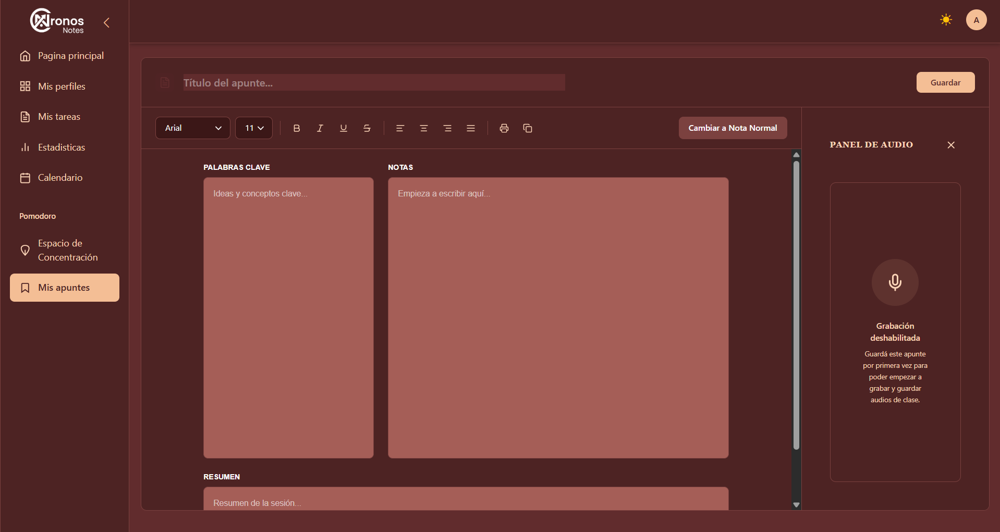 Kronos
Notes
Pagina principal
Mis perfiles
Mis tareas
Estadisticas
Calendario
Pomodoro
Espacio de
Concentración
Mis apuntes
A
Título del apunte...
Guardar
Arial
11
B I U S
Cambiar a Nota Normal
PALABRAS CLAVE
Ideas y conceptos clave...
NOTAS
Empieza a escribir aquí...
RESUMEN
Resumen de la sesión...
PANEL DE AUDIO
Grabación
deshabilitada
Guardá este apunte
por primera vez para
poder empezar a
grabar y guardar
audios de clase.